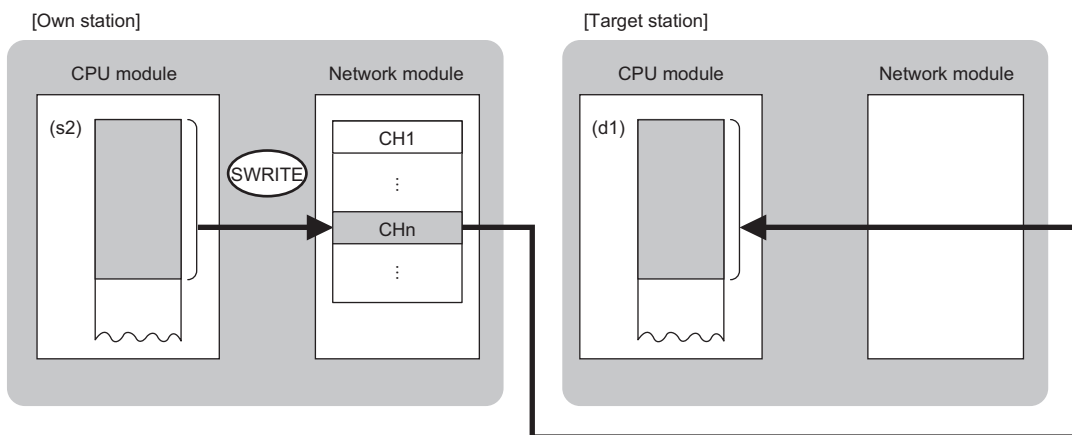 [Own station]
CPU module
Network module
(s2)
SWRITE
CH1
⋮
CHn
⋮
[Target station]
CPU module
Network module
(d1)